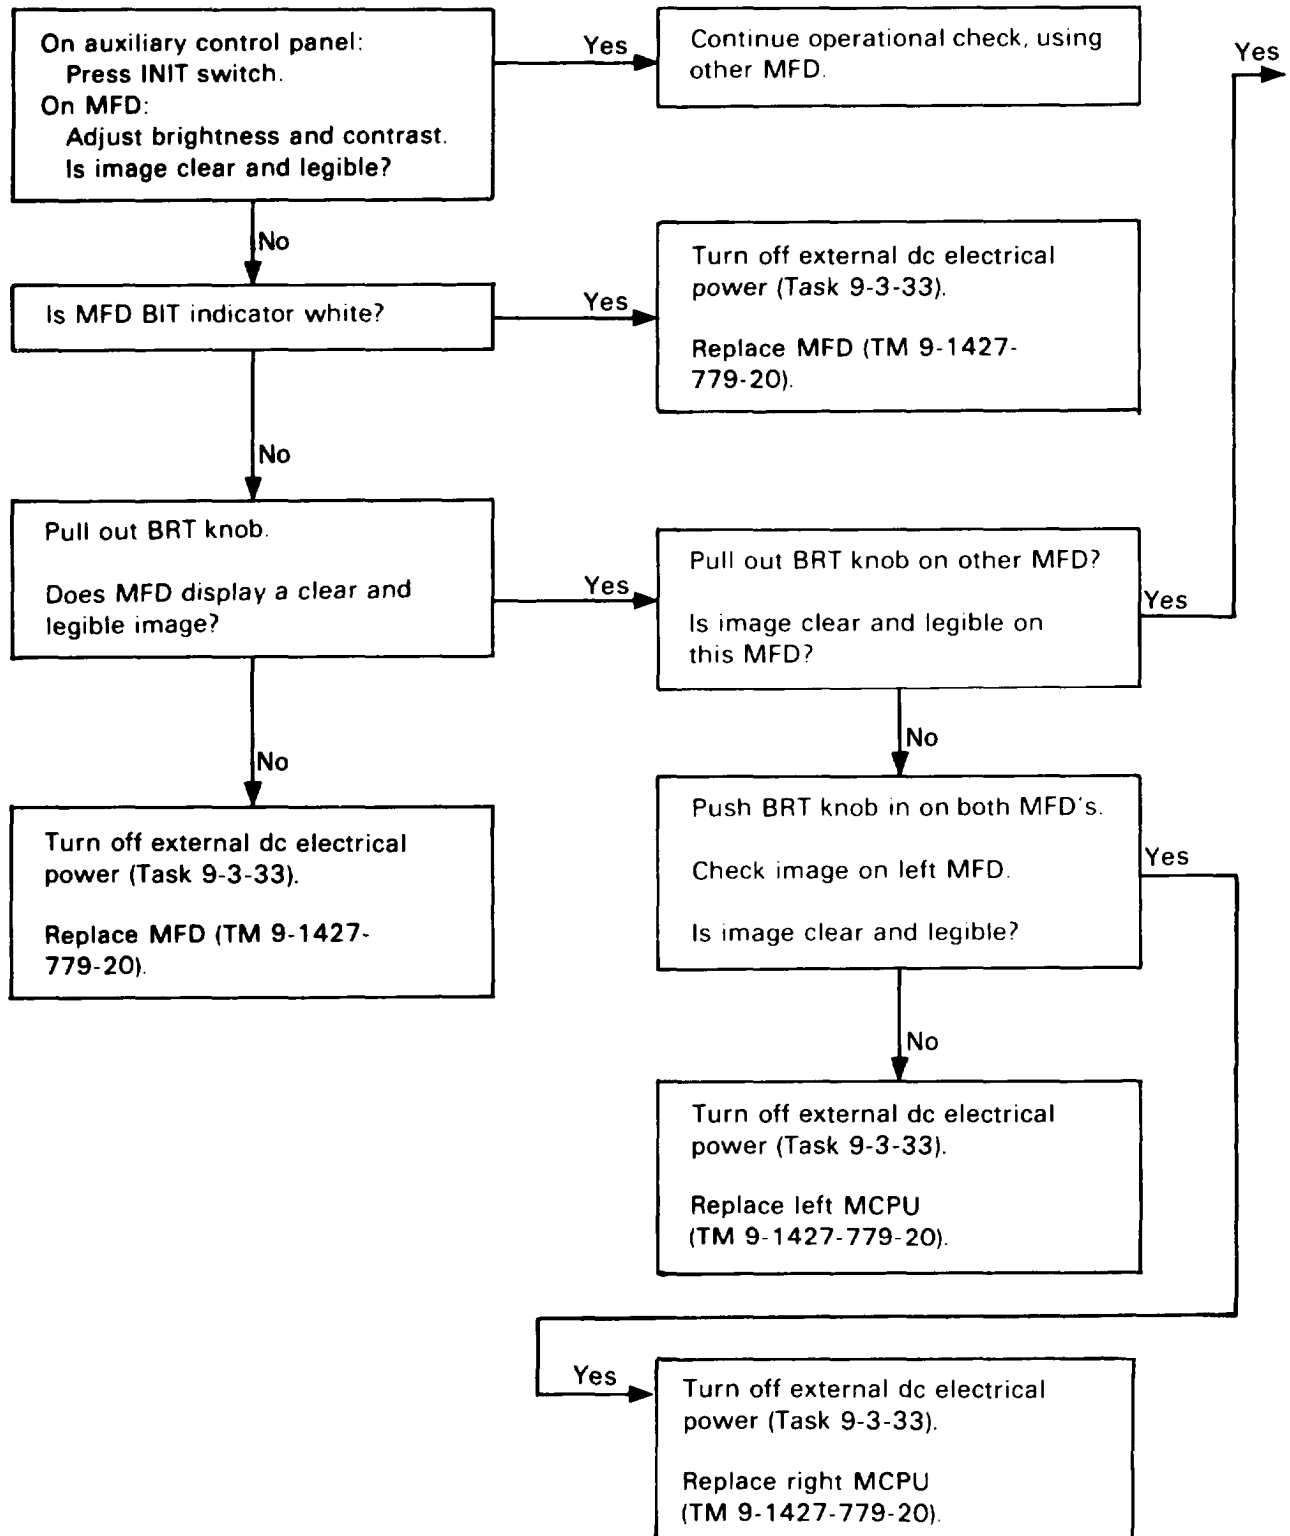 On auxiliary control panel:
Press INIT switch.
On MFD:
Adjust brightness and contrast.
Is image clear and legible?
Yes
Continue operational check, using
other MFD.
Yes
No
Is MFD BIT indicator white?
Yes
Turn off external dc electrical
power (Task 9-3-33).
Replace MFD (TM 9-1427-
779-20).
No
Pull out BRT knob.
Does MFD display a clear and
legible image?
Yes
Pull out BRT knob on other MFD?
Is image clear and legible on
this MFD?
Yes
No
Turn off external dc electrical
power (Task 9-3-33).
Replace MFD (TM 9-1427-
779-20).
No
Push BRT knob in on both MFD's.
Check image on left MFD.
Is image clear and legible?
Yes
No
Turn off external dc electrical
power (Task 9-3-33).
Replace left MCPU
(TM 9-1427-779-20).
Yes
Turn off external dc electrical
power (Task 9-3-33).
Replace right MCPU
(TM 9-1427-779-20).